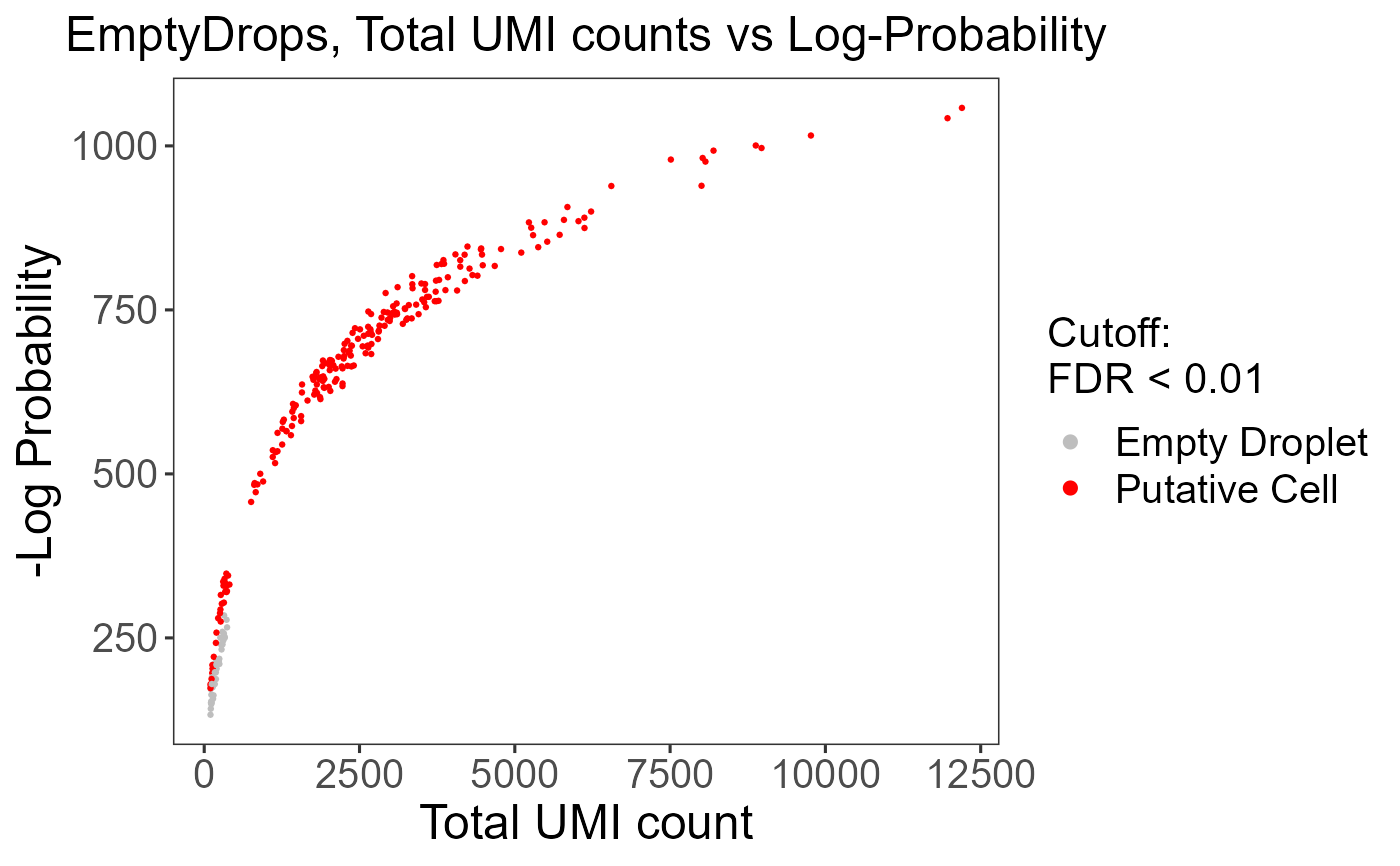 EmptyDrops, Total UMI counts vs Log-Probability
-Log Probability
1000
750
500
250
0 2500 5000 7500 10000 12500
Total UMI count
Cutoff:
FDR < 0.01
Empty Droplet
Putative Cell